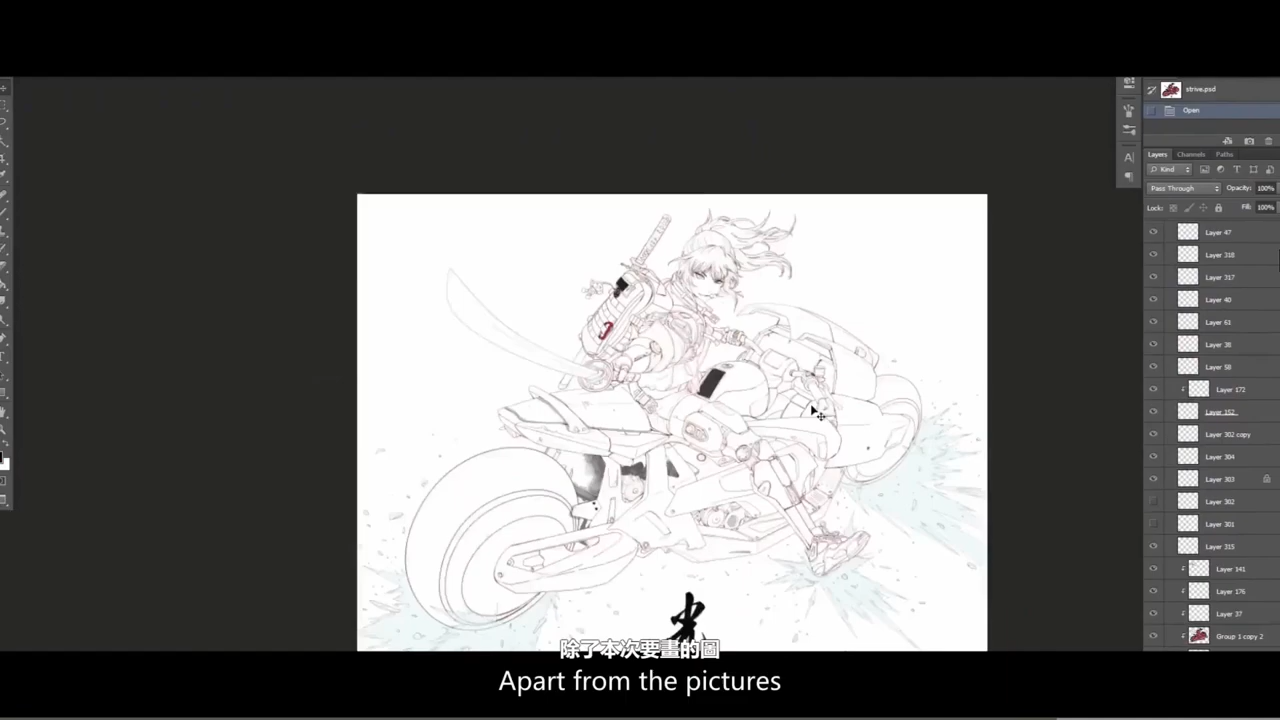 strive.psd
Open
Layers Channels Paths
Kind
Pass Through Opacity: 100%
Lock: Fill: 100%
Layer 47
Layer 318
Layer 317
Layer 40
Layer 61
Layer 38
Layer 58
Layer 172
Layer 152
Layer 302 copy
Layer 304
Layer 303
Layer 302
Layer 301
Layer 315
Layer 141
Layer 176
Layer 37
Group 1 copy 2
除了本次要畫的圖
Apart from the pictures